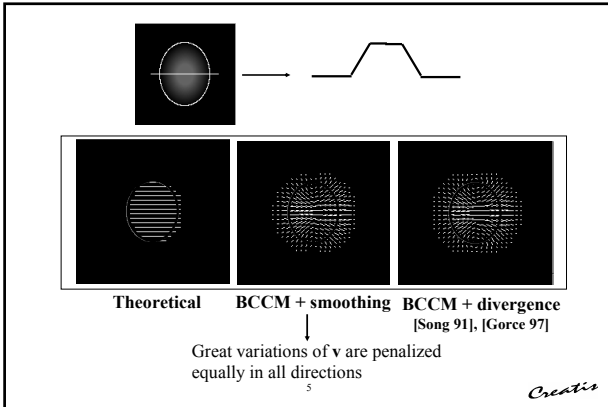 Theoretical
BCCM + smoothing
BCCM + divergence
[Song 91], [Gorce 97]
Great variations of v are penalized
equally in all directions
5
Creatis